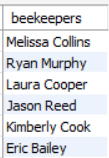 beekeepers
Melissa Collins
Ryan Murphy
Laura Cooper
Jason Reed
Kimberly Cook
Eric Bailey